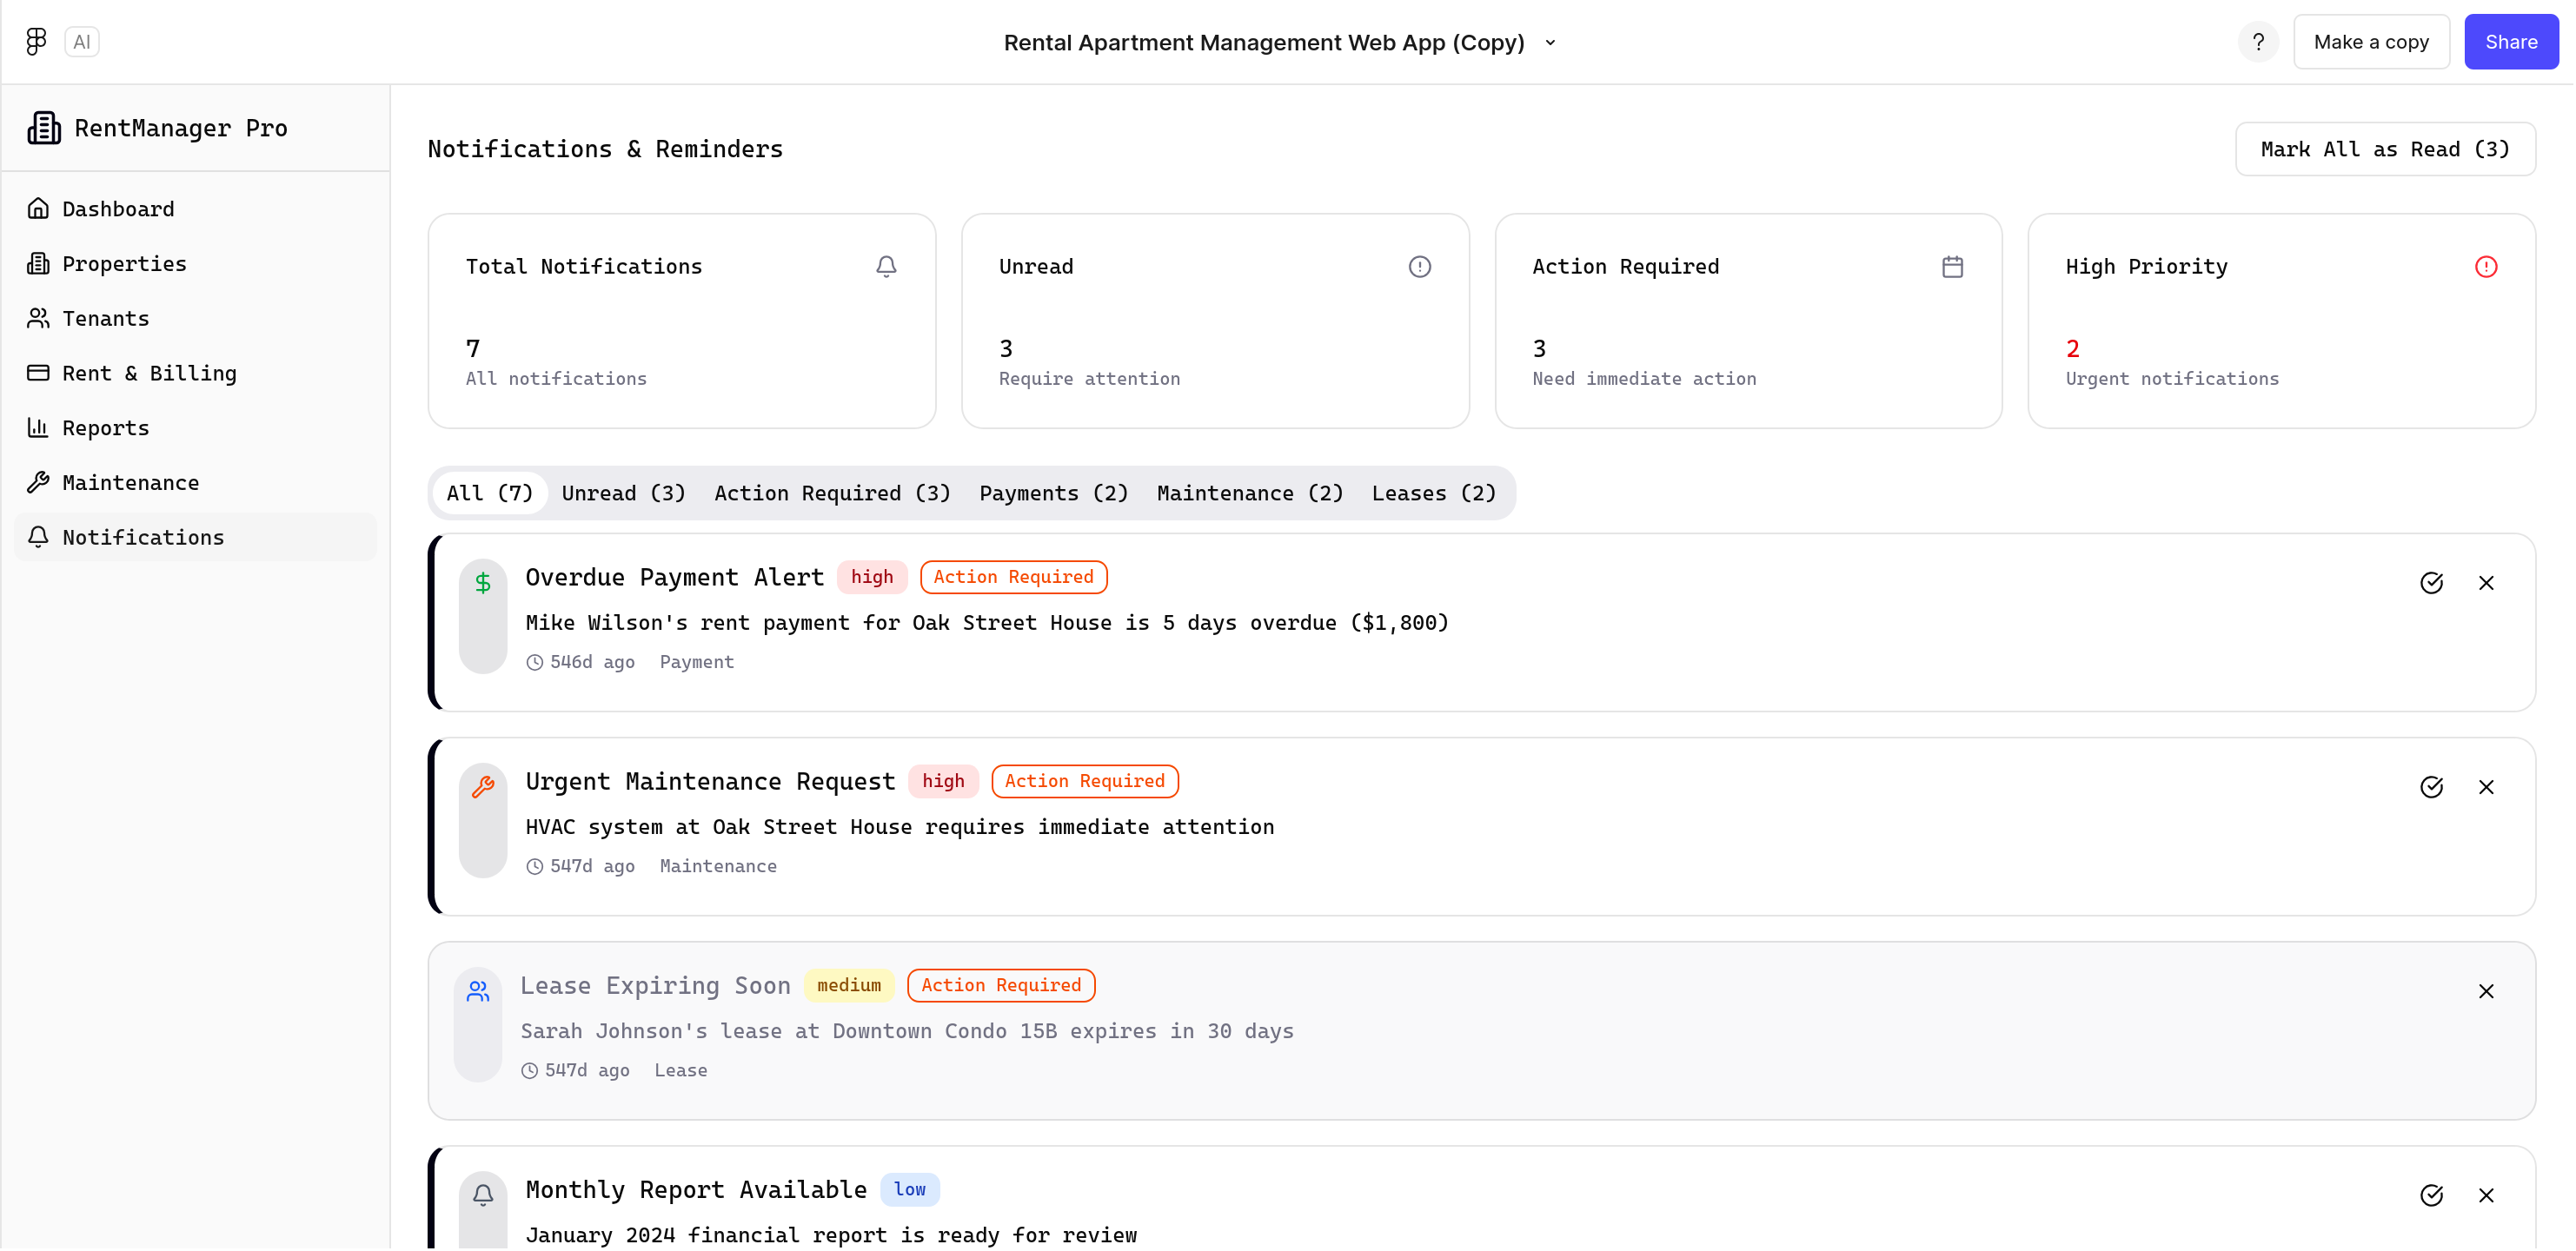 AI
Rental Apartment Management Web App (Copy)
?
Make a copy
Share
RentManager Pro
Dashboard
Properties
Tenants
Rent & Billing
Reports
Maintenance
Notifications
Notifications & Reminders
Mark All as Read (3)
Total Notifications
7
All notifications
Unread
3
Require attention
Action Required
3
Need immediate action
High Priority
2
Urgent notifications
All (7) Unread (3) Action Required (3) Payments (2) Maintenance (2) Leases (2)
Overdue Payment Alert high Action Required
Mike Wilson's rent payment for Oak Street House is 5 days overdue ($1,800)
546d ago Payment
Urgent Maintenance Request high Action Required
HVAC system at Oak Street House requires immediate attention
547d ago Maintenance
Lease Expiring Soon medium Action Required
Sarah Johnson's lease at Downtown Condo 15B expires in 30 days
547d ago Lease
Monthly Report Available low
January 2024 financial report is ready for review